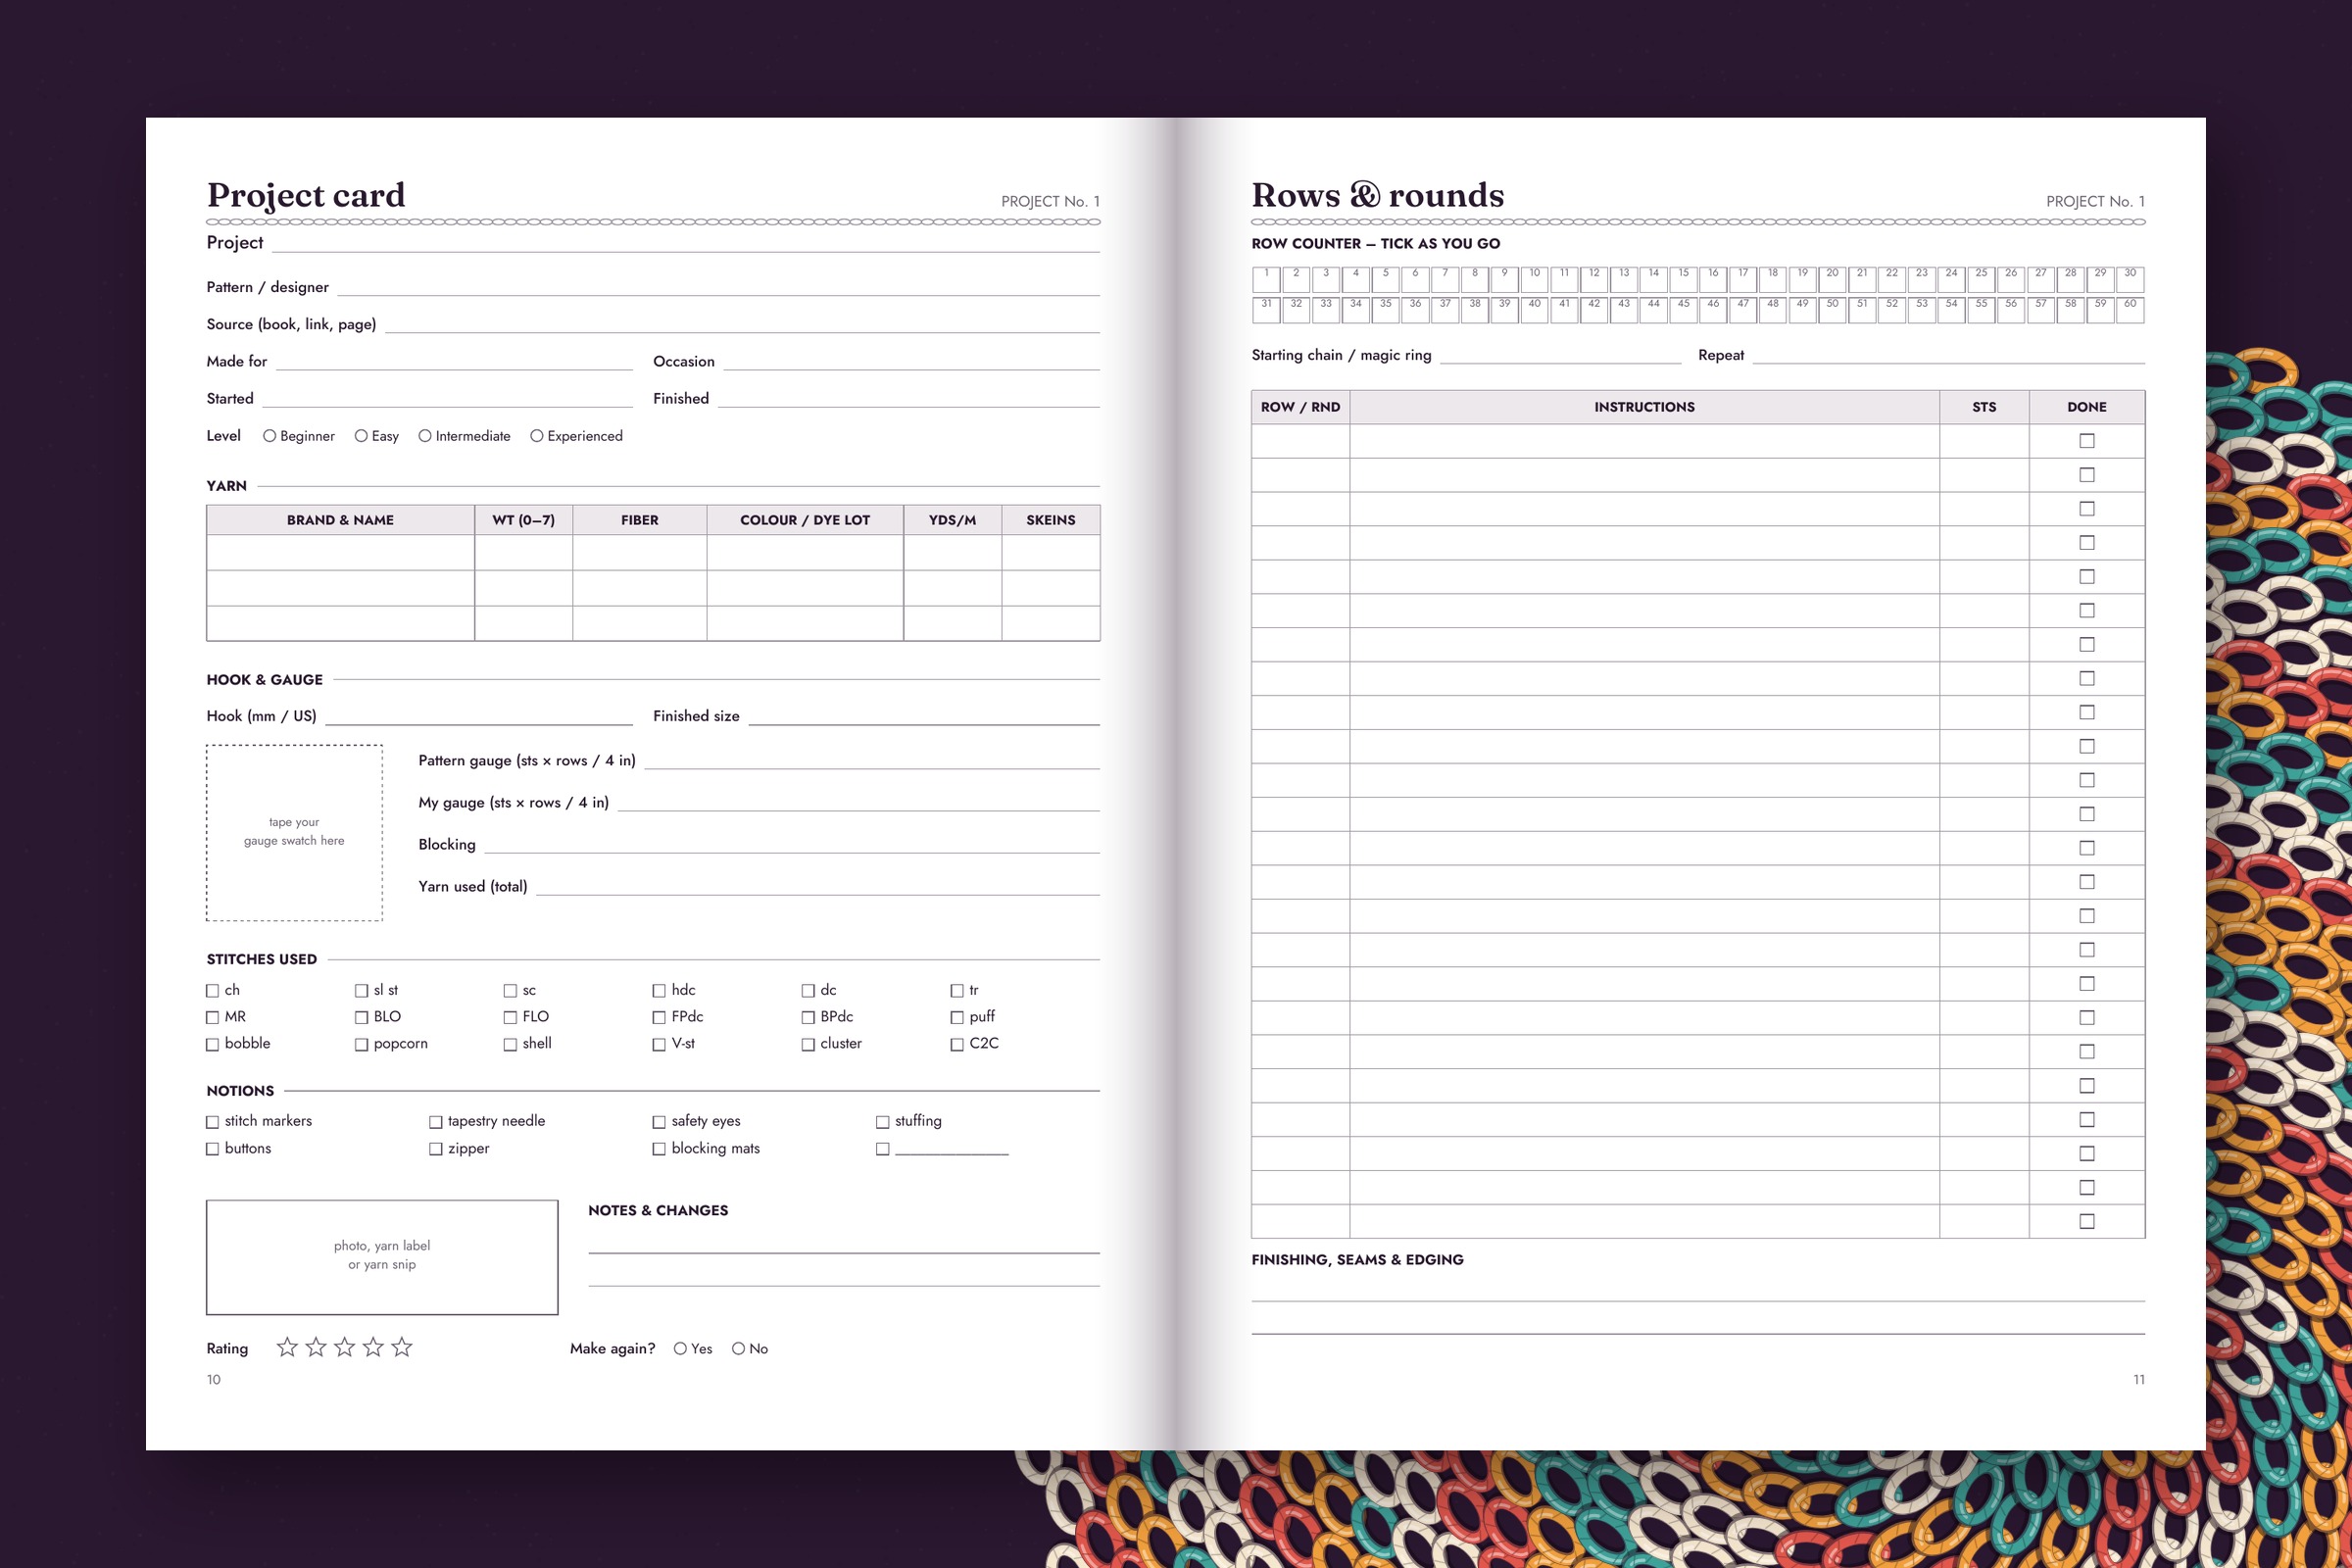 Project card
PROJECT No. 1
Project
Pattern / designer
Source (book, link, page)
Made for
Occasion
Started
Finished
Level Beginner Easy Intermediate Experienced
YARN
BRAND & NAME WT (0–7) FIBER COLOUR / DYE LOT YDS/M SKEINS
HOOK & GAUGE
Hook (mm / US)
Finished size
tape your
gauge swatch here
Pattern gauge (sts × rows / 4 in)
My gauge (sts × rows / 4 in)
Blocking
Yarn used (total)
STITCHES USED
ch sl st sc hdc dc tr
MR BLO FLO FPdc BPdc puff
bobble popcorn shell V-st cluster C2C
NOTIONS
stitch markers tapestry needle safety eyes stuffing
buttons zipper blocking mats
photo, yarn label
or yarn snip
NOTES & CHANGES
Rating
Make again? Yes No
10
Rows & rounds
PROJECT No. 1
ROW COUNTER – TICK AS YOU GO
1 2 3 4 5 6 7 8 9 10 11 12 13 14 15 16 17 18 19 20 21 22 23 24 25 26 27 28 29 30
31 32 33 34 35 36 37 38 39 40 41 42 43 44 45 46 47 48 49 50 51 52 53 54 55 56 57 58 59 60
Starting chain / magic ring
Repeat
ROW / RND INSTRUCTIONS STS DONE
FINISHING, SEAMS & EDGING
11